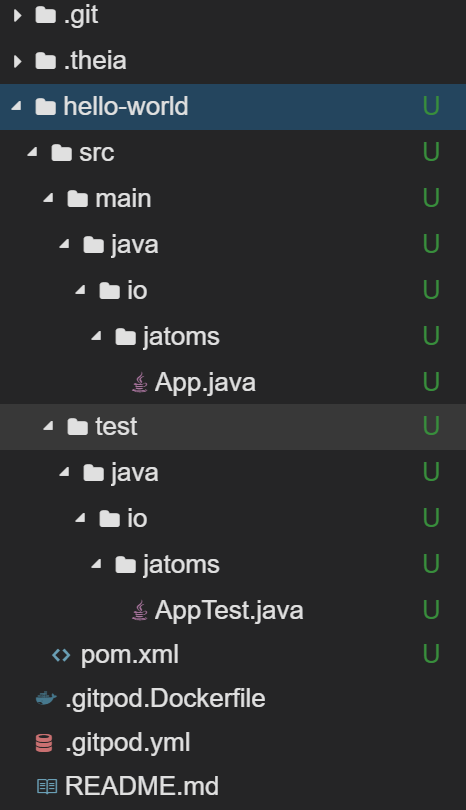 .git
.theia
hello-world U
src U
main U
java U
io U
jatoms U
App.java U
test U
java U
io U
jatoms U
AppTest.java U
pom.xml U
.gitpod.Dockerfile
.gitpod.yml
README.md